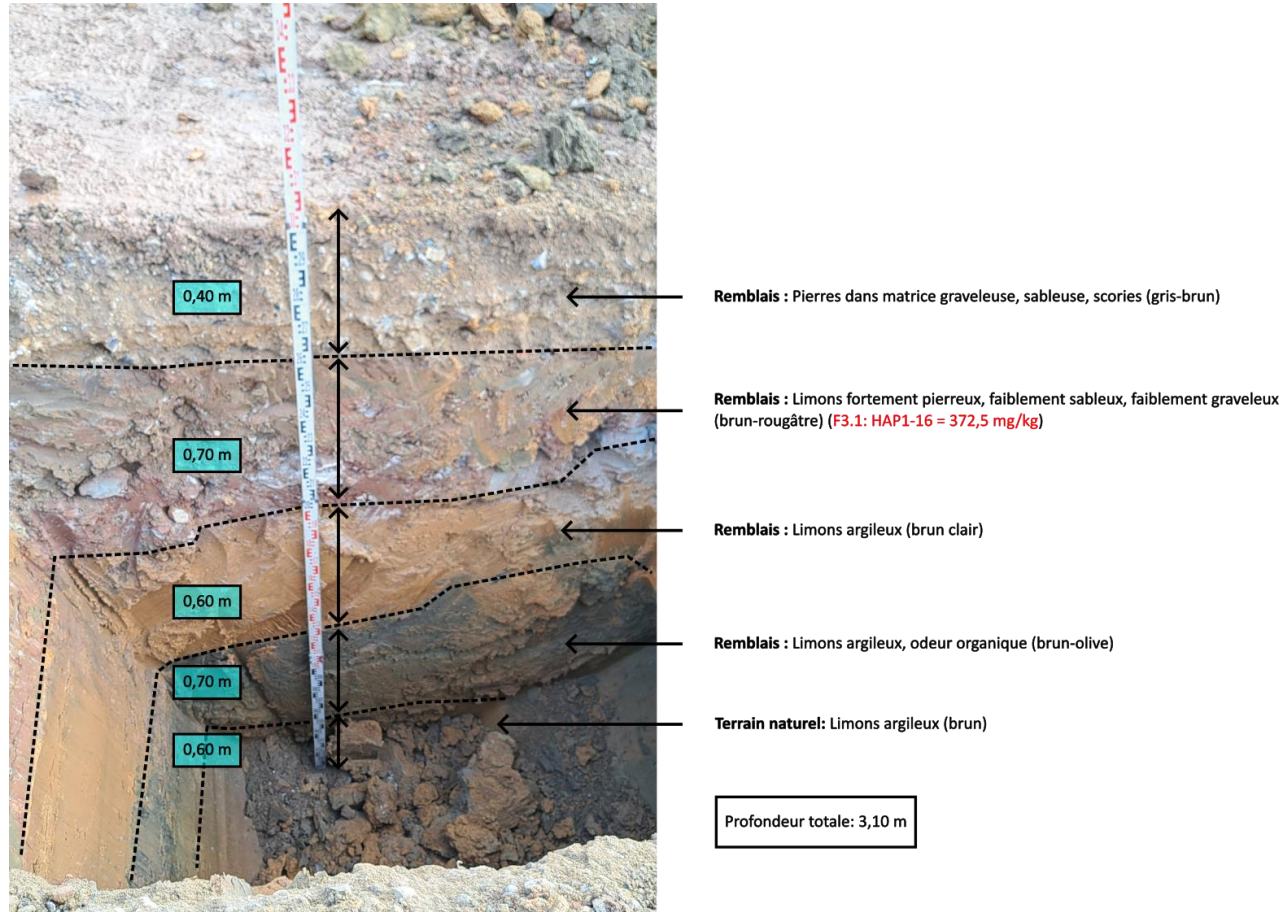 0,40 m
Remblais : Pierres dans matrice graveleuse, sableuse, scories (gris-brun)
Remblais : Limons fortement pierreux, faiblement sableux, faiblement graveleux
(brun-rougâtre) (F3.1: HAP1-16 = 372,5 mg/kg)
0,70 m
Remblais : Limons argileux (brun clair)
0,60 m
Remblais : Limons argileux, odeur organique (brun-olive)
0,70 m
Terrain naturel: Limons argileux (brun)
0,60 m
Profondeur totale: 3,10 m